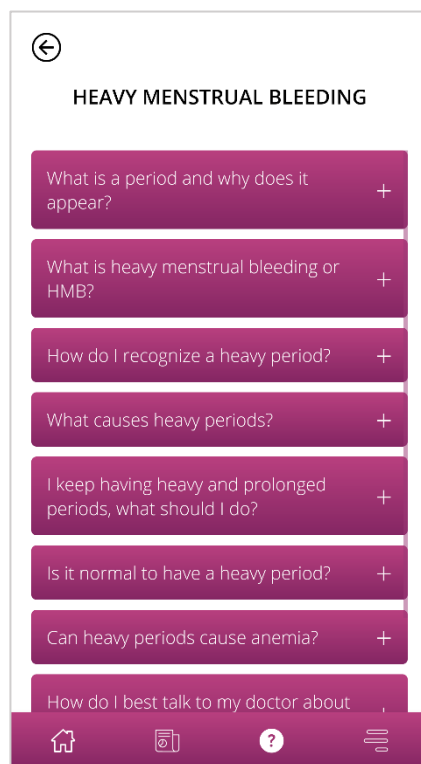 HEAVY MENSTRUAL BLEEDING
What is a period and why does it
appear?
+
What is heavy menstrual bleeding or
HMB?
+
How do I recognize a heavy period?
+
What causes heavy periods?
+
I keep having heavy and prolonged
periods, what should I do?
+
Is it normal to have a heavy period?
+
Can heavy periods cause anemia?
+
How do I best talk to my doctor about
?